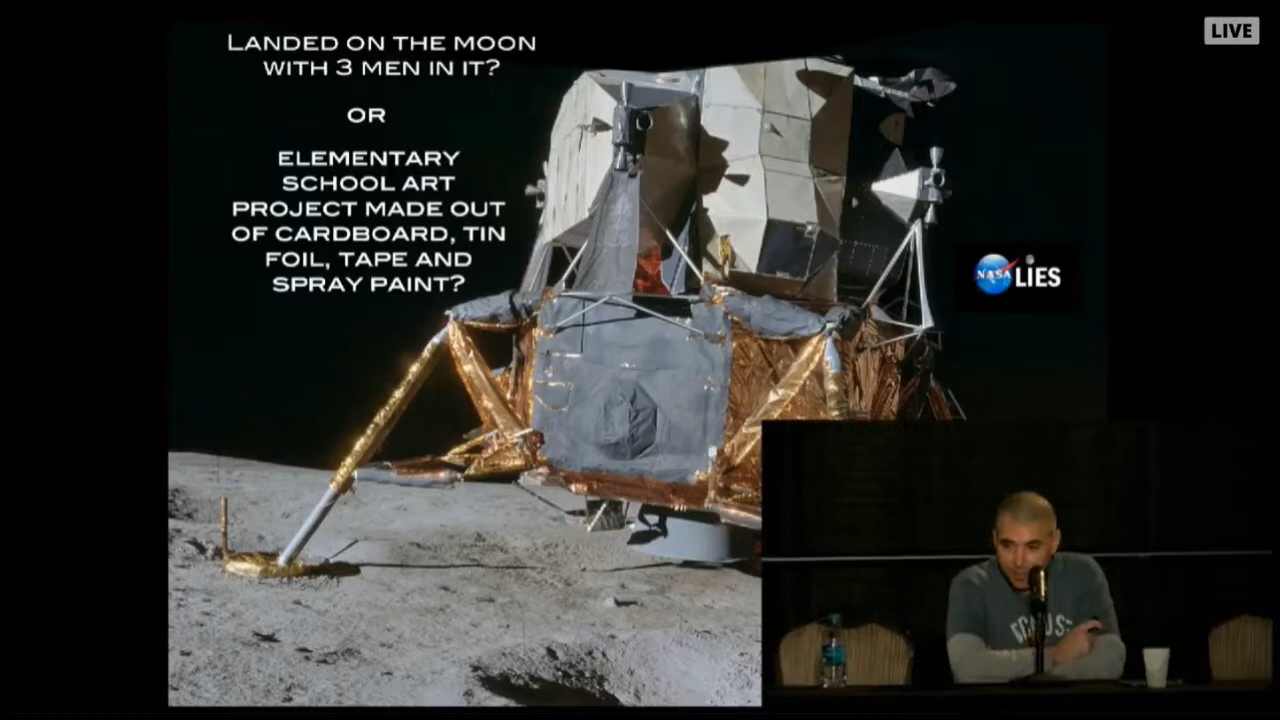 LANDED ON THE MOON
WITH 3 MEN IN IT?
OR
ELEMENTARY
SCHOOL ART
PROJECT MADE OUT
OF CARDBOARD, TIN
FOIL, TAPE AND
SPRAY PAINT?
LIVE
NASA LIES